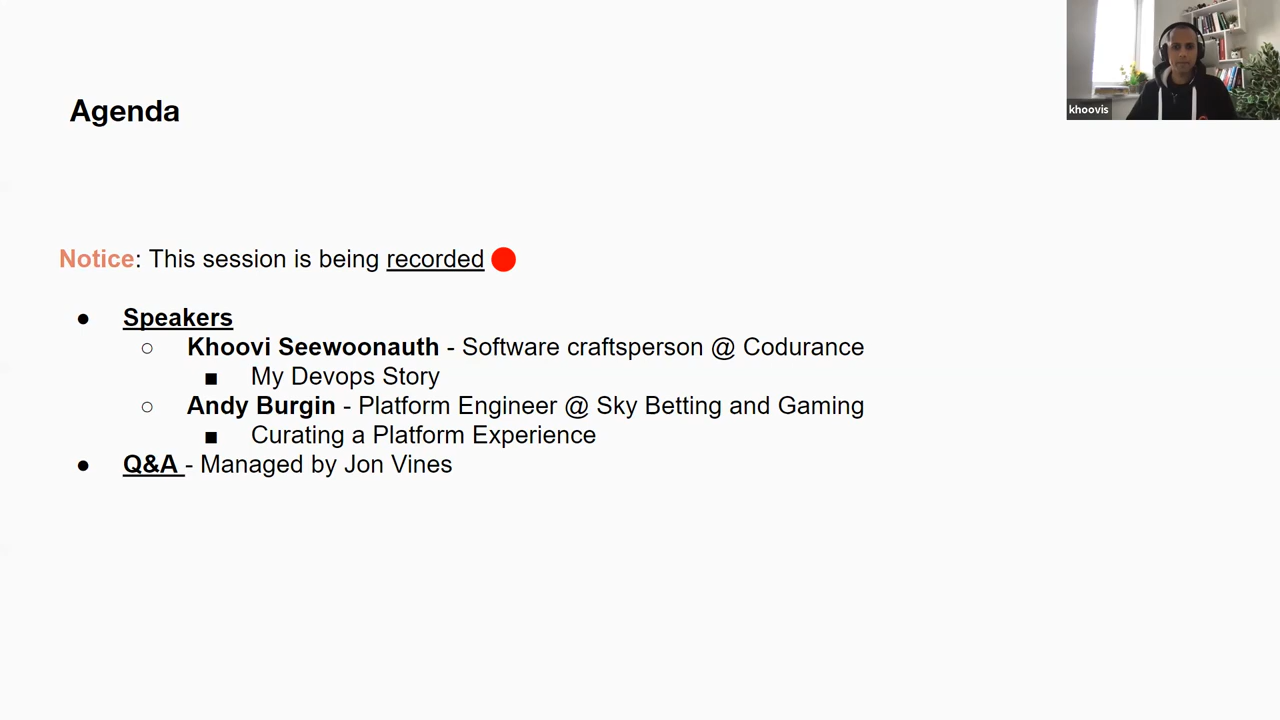 khoovis
Agenda
Notice: This session is being recorded
● Speakers
○ Khoovi Seewoonauth - Software craftsperson @ Codurance
■ My Devops Story
○ Andy Burgin - Platform Engineer @ Sky Betting and Gaming
■ Curating a Platform Experience
● Q&A - Managed by Jon Vines